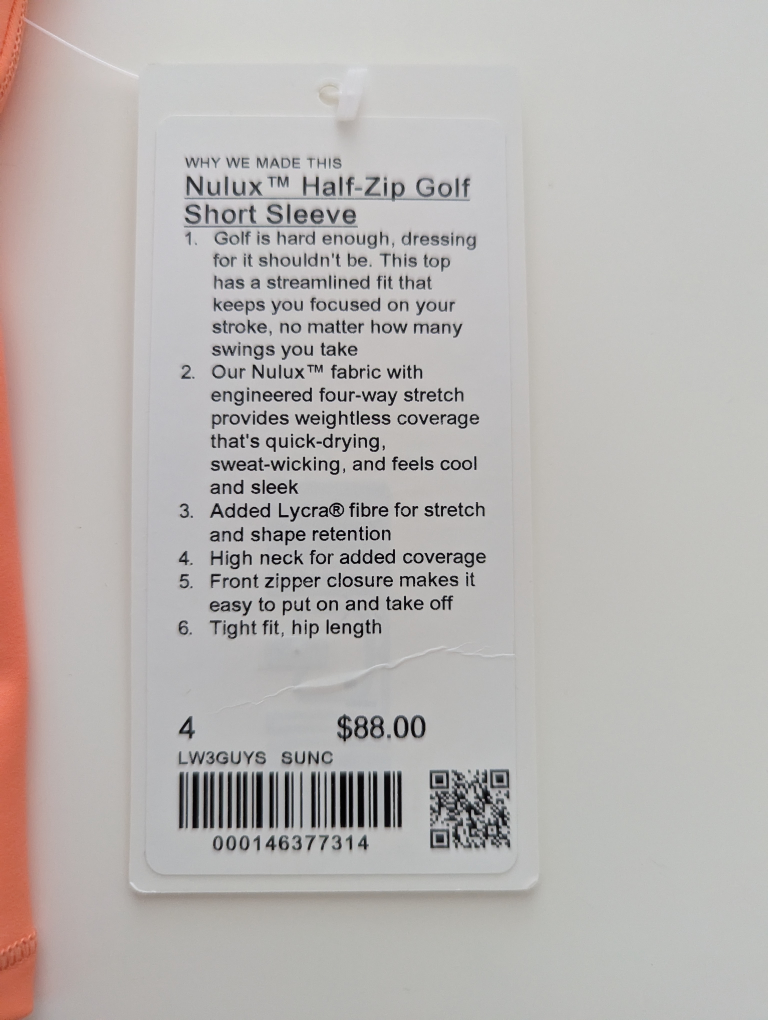 WHY WE MADE THIS
Nulux™ Half-Zip Golf
Short Sleeve
1. Golf is hard enough, dressing
for it shouldn't be. This top
has a streamlined fit that
keeps you focused on your
stroke, no matter how many
swings you take
2. Our Nulux™ fabric with
engineered four-way stretch
provides weightless coverage
that's quick-drying,
sweat-wicking, and feels cool
and sleek
3. Added Lycra® fibre for stretch
and shape retention
4. High neck for added coverage
5. Front zipper closure makes it
easy to put on and take off
6. Tight fit, hip length
4 $88.00
LW3GUYS SUNC
000146377314